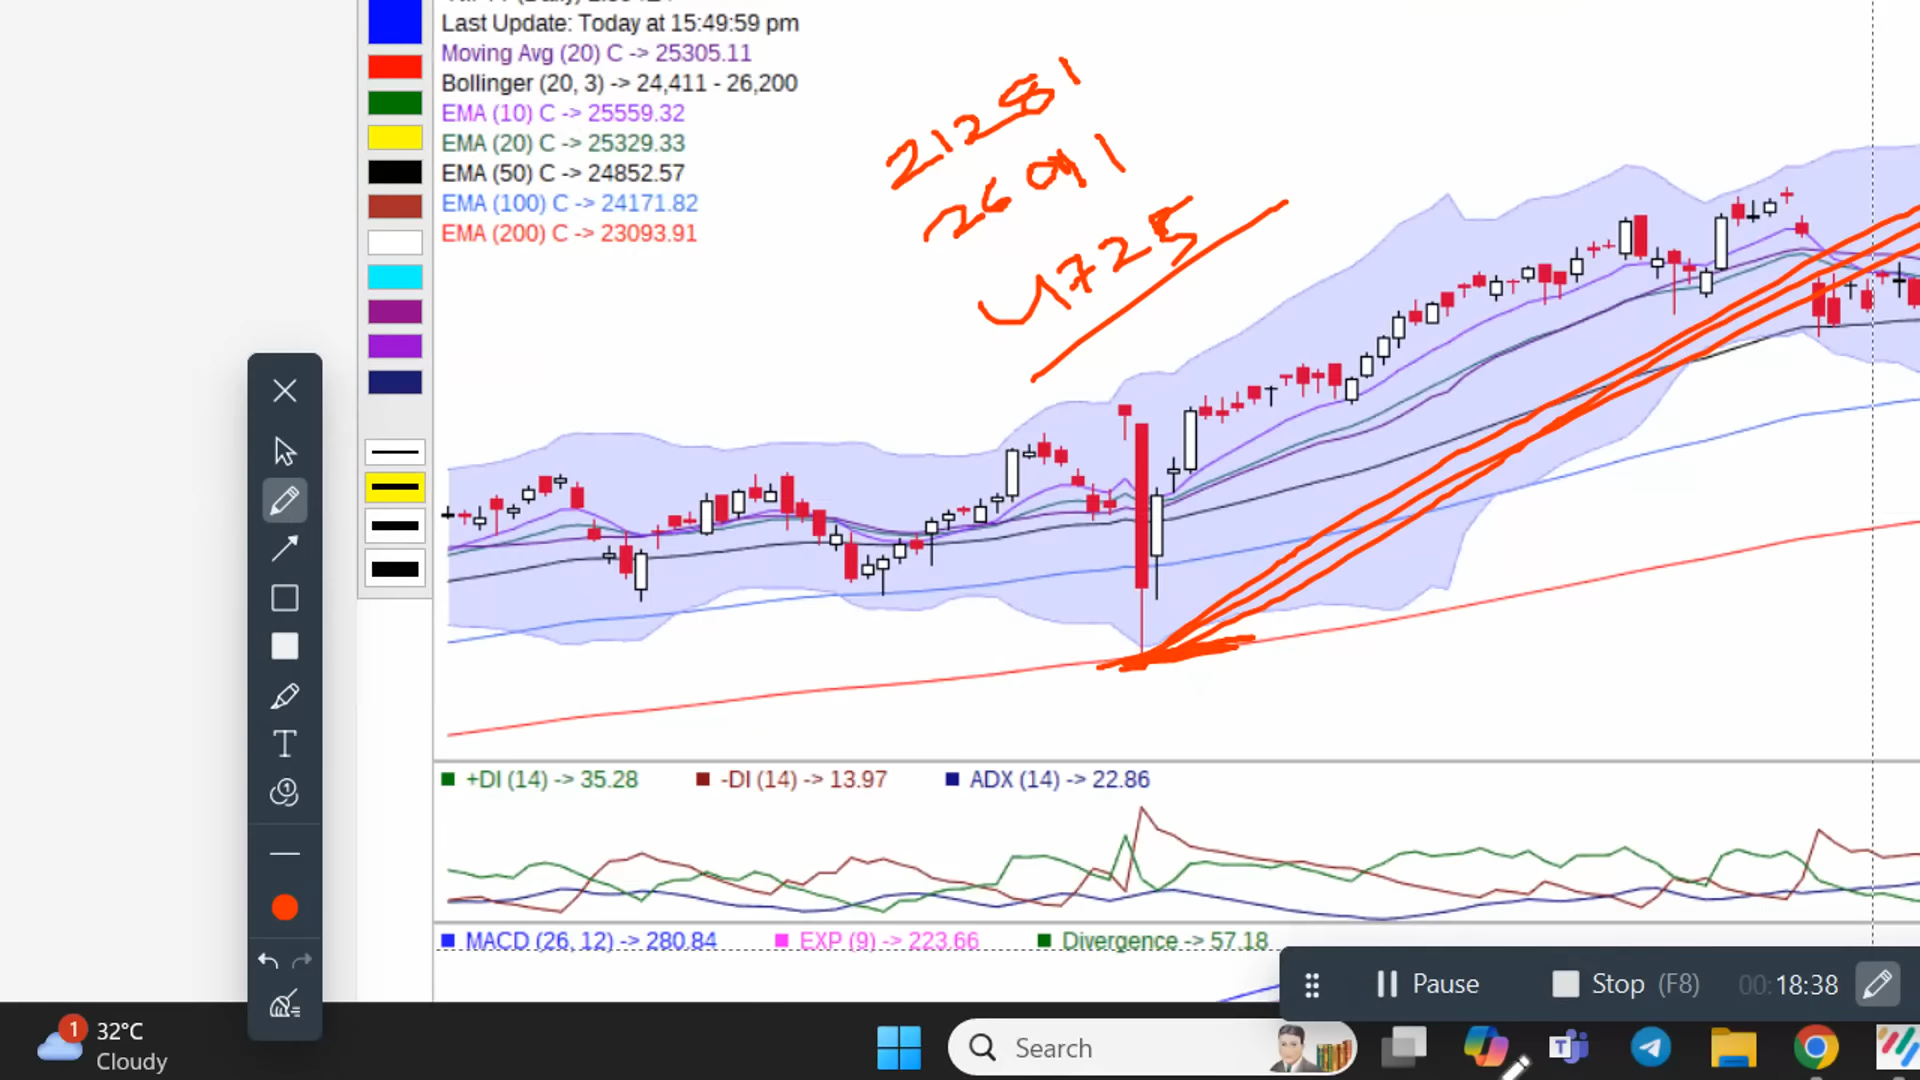 Last Update: Today at 15:49:59 pm
Moving Avg (20) C -> 25305.11
Bollinger (20, 3) -> 24,411 - 26,200
EMA (10) C -> 25559.32
EMA (20) C -> 25329.33
EMA (50) C -> 24852.57
EMA (100) C -> 24171.82
EMA (200) C -> 23093.91
21281
4725
+DI (14) -> 35.28 -DI (14) -> 13.97 ADX (14) -> 22.86
MACD (26, 12) -> 280.84 EXP (9) -> 223.66 Divergence -> 57.18
Pause Stop (F8) 00:18:38
T
1 32°C
Cloudy
Search